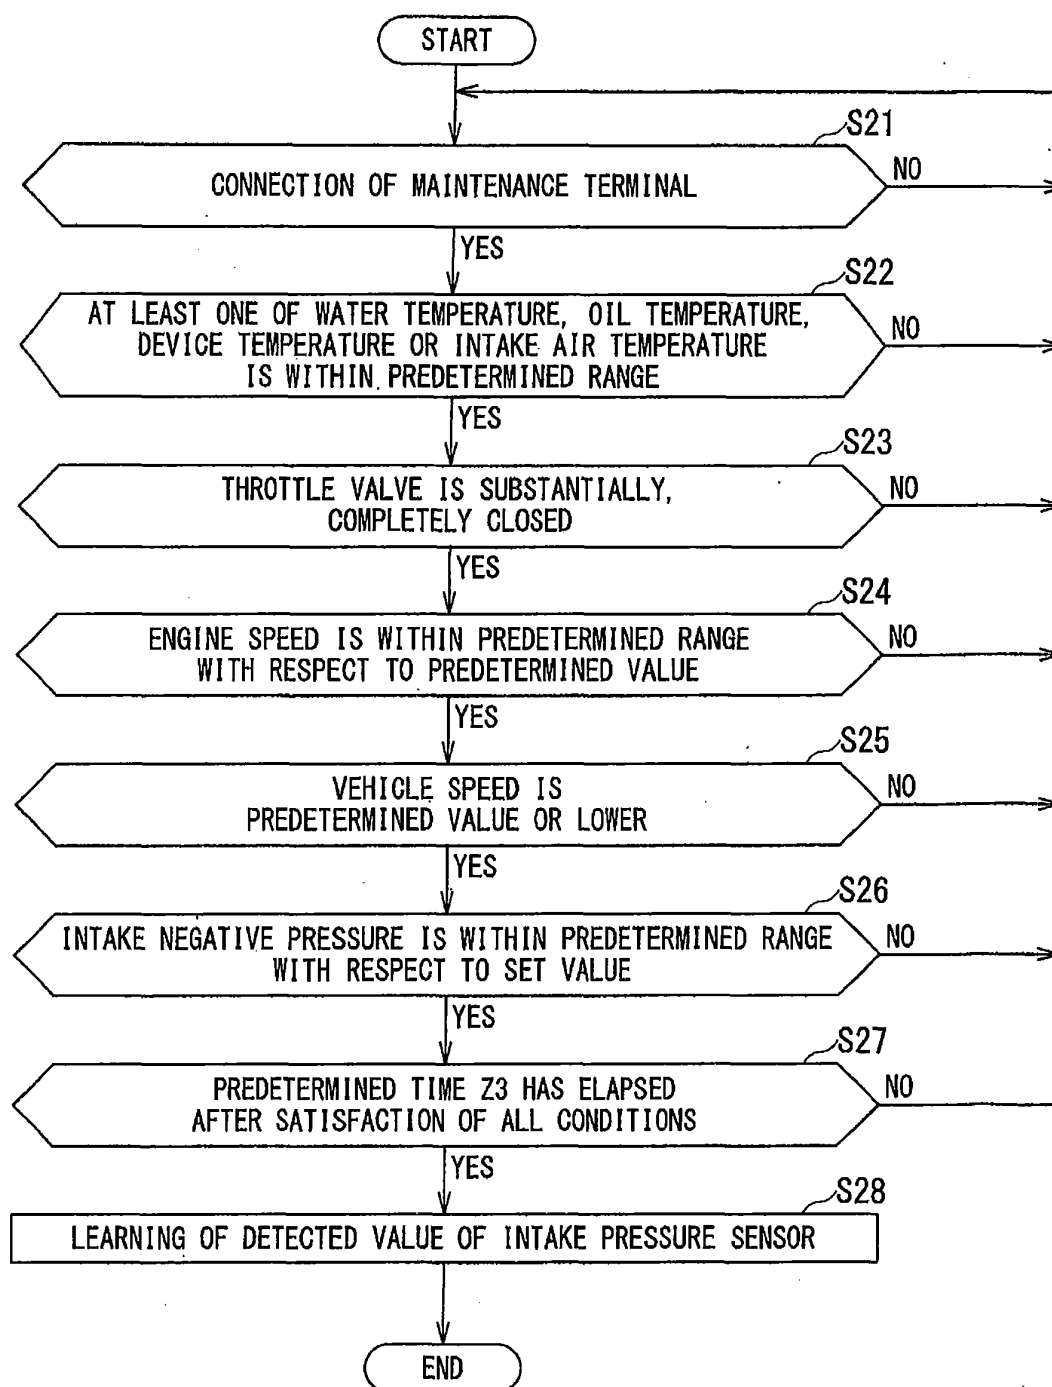 START
S21
CONNECTION OF MAINTENANCE TERMINAL
NO
YES
S22
AT LEAST ONE OF WATER TEMPERATURE, OIL TEMPERATURE,
DEVICE TEMPERATURE OR INTAKE AIR TEMPERATURE
IS WITHIN PREDETERMINED RANGE
NO
YES
S23
THROTTLE VALVE IS SUBSTANTIALLY,
COMPLETELY CLOSED
NO
YES
S24
ENGINE SPEED IS WITHIN PREDETERMINED RANGE
WITH RESPECT TO PREDETERMINED VALUE
NO
YES
S25
VEHICLE SPEED IS
PREDETERMINED VALUE OR LOWER
NO
YES
S26
INTAKE NEGATIVE PRESSURE IS WITHIN PREDETERMINED RANGE
WITH RESPECT TO SET VALUE
NO
YES
S27
PREDETERMINED TIME Z3 HAS ELAPSED
AFTER SATISFACTION OF ALL CONDITIONS
NO
YES
S28
LEARNING OF DETECTED VALUE OF INTAKE PRESSURE SENSOR
END